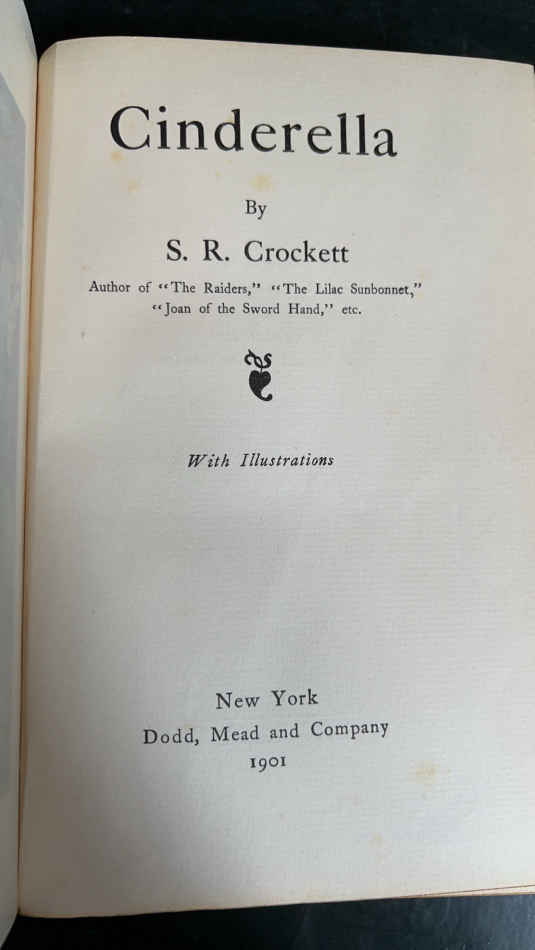 Cinderella
By
S. R. Crockett
Author of “The Raiders,” “The Lilac Sunbonnet,”
“Joan of the Sword Hand,” etc.
With Illustrations
New York
Dodd, Mead and Company
1901